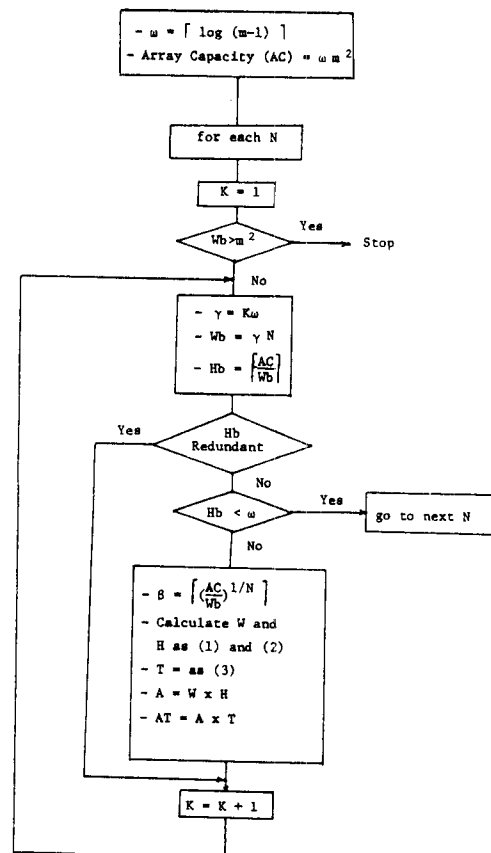 - ω = ⌈ log (m-1) ⌉
- Array Capacity (AC) = ω m²
for each N
K = 1
Wb>m²
Yes
Stop
No
- γ = Kω
- Wb = γ N
- Hb = ⌈AC/Wb⌉
Yes
Hb
Redundant
No
Hb < ω
Yes
go to next N
No
- β = ⌈(AC/Wb)^1/N⌉
- Calculate W and
H as (1) and (2)
- T = as (3)
- A = W x H
- AT = A x T
K = K + 1